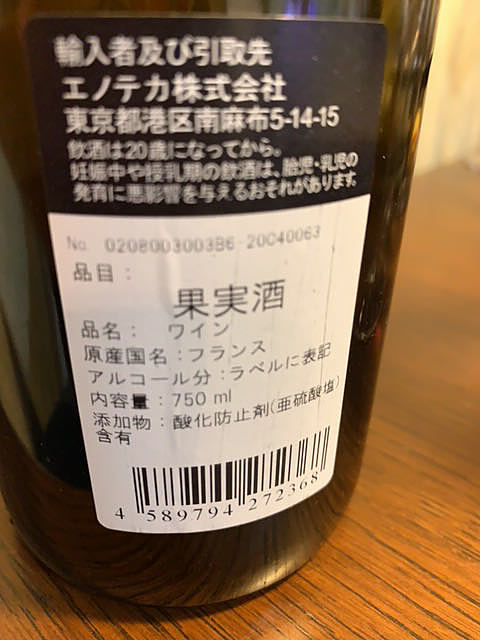 輸入者及び引取先
エノテカ株式会社
東京都港区南麻布5-14-15
飲酒は20歳になってから。
妊娠中や授乳期の飲酒は、胎児・乳児の
発育に悪影響を与えるおそれがあります。
No. 0208003003B6-20040063
品目：
果実酒
品名： ワイン
原産国名：フランス
アルコール分：ラベルに表記
内容量：750 ml
添加物：酸化防止剤(亜硫酸塩)
含有
4 589794 272368